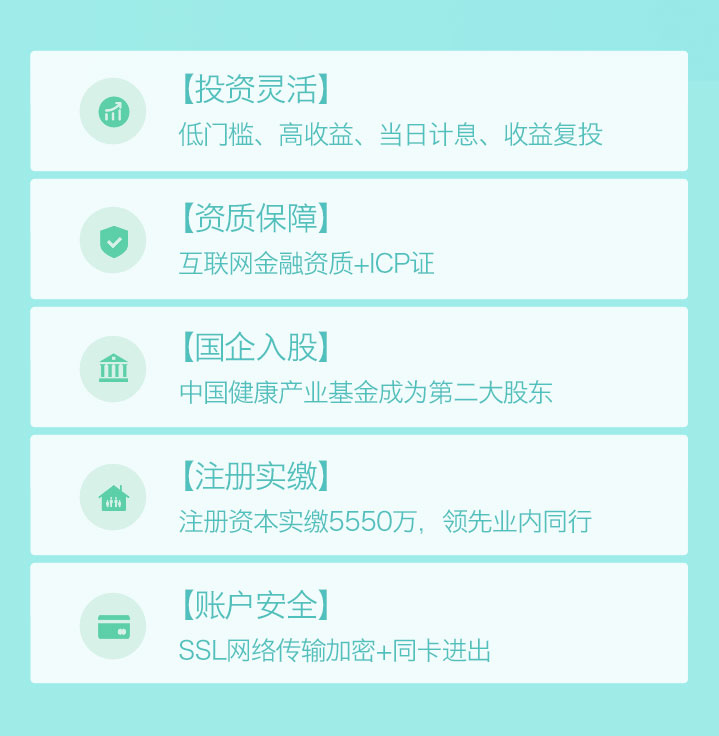 【投资灵活】
低门槛、高收益、当日计息、收益复投
【资质保障】
互联网金融资质+ICP证
【国企入股】
中国健康产业基金成为第二大股东
【注册实缴】
注册资本实缴5550万，领先业内同行
【账户安全】
SSL网络传输加密+同卡进出